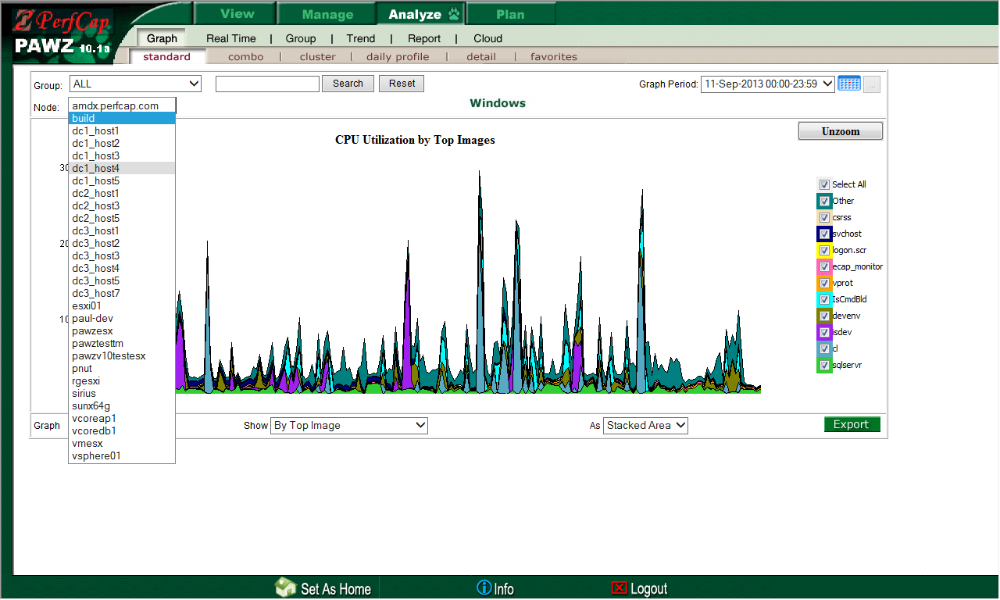 PerfCap
PAWZ 10.1a
View Manage Analyze Plan
Graph Real Time | Group | Trend | Report | Cloud
standard combo | cluster | daily profile | detail | favorites
Group: ALL Search Reset Graph Period: 11-Sep-2013 00:00-23:59 ...
Node: amdx.perfcap.com
Windows
build
dc1_host1
dc1_host2
dc1_host3
dc1_host4
dc1_host5
dc2_host1
dc2_host3
dc2_host5
dc3_host1
dc3_host2
dc3_host3
dc3_host4
dc3_host5
dc3_host7
esxi01
paul-dev
pawzesx
pawztesttm
pawzv10testesx
pnut
rgesxi
sirius
sunx64g
vcoreap1
vcoredb1
vmesx
vsphere01
CPU Utilization by Top Images
Unzoom
30
20
10
Select All
Other
csrss
svchost
logon.scr
ecap_monitor
vprot
IsCmdBld
devenv
isdev
cl
sqlservr
Graph Show By Top Image As Stacked Area Export
Set As Home Info Logout